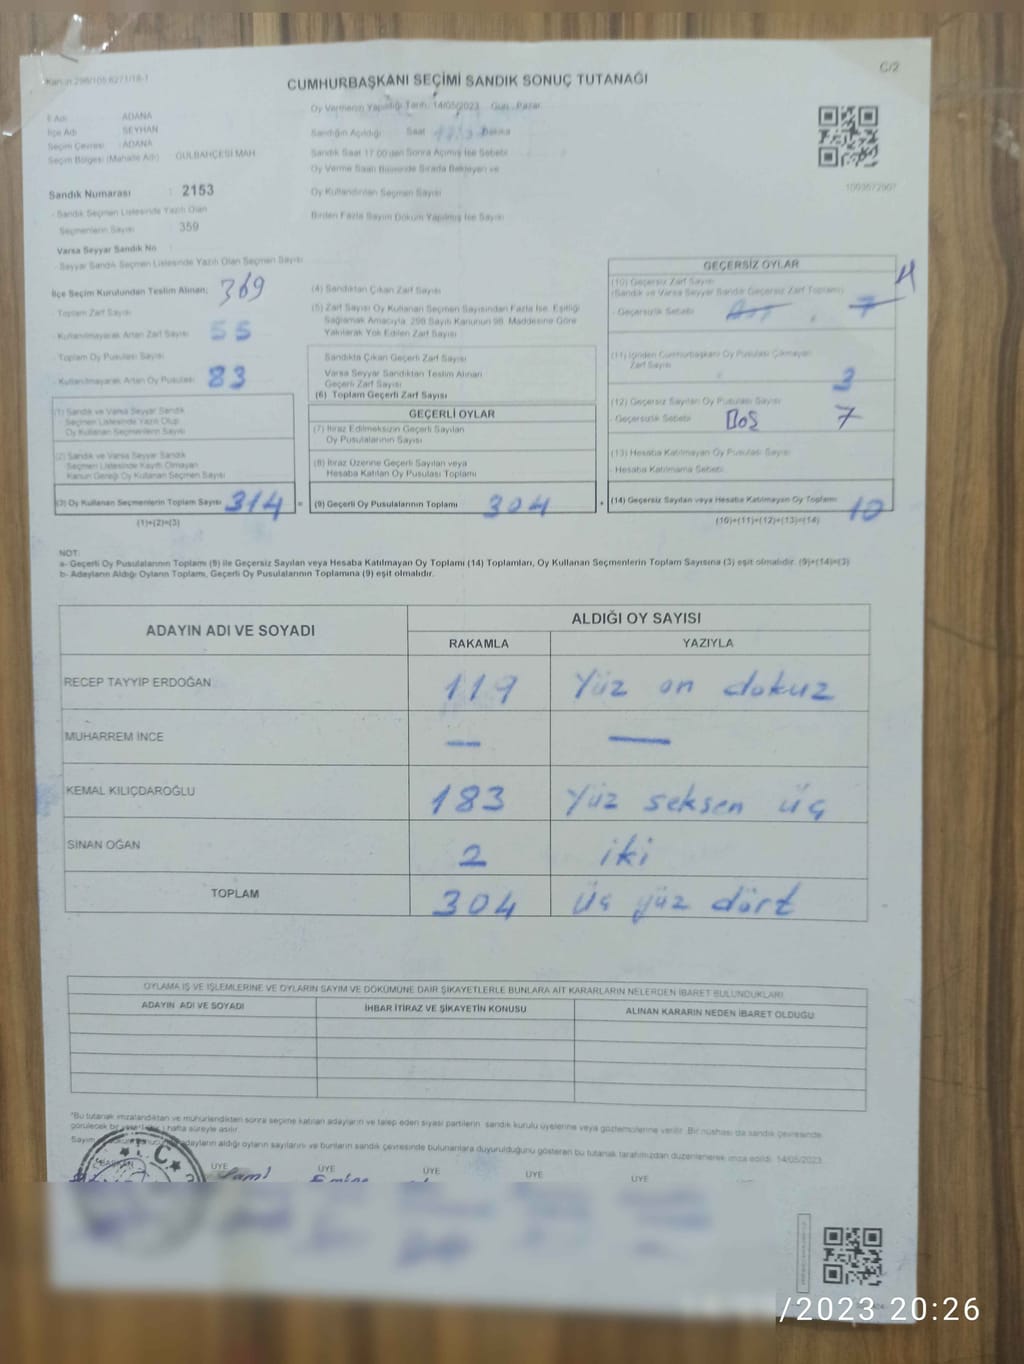 Kanun 298/105 6271/18-1
C/2
CUMHURBAŞKANI SEÇİMİ SANDIK SONUÇ TUTANAĞI
İl Adı : ADANA
İlçe Adı : SEYHAN
Seçim Çevresi : ADANA
Seçim Bölgesi (Mahalle Adı) : GÜLBAHÇESİ MAH.
Sandık Numarası : 2153
- Sandık Seçmen Listesinde Yazılı Olan
Seçmenlerin Sayısı : 359
Varsa Seyyar Sandık No
- Seyyar Sandık Seçmen Listesinde Yazılı Olan Seçmen Sayısı
İlçe Seçim Kurulundan Teslim Alınan;
- Toplam Zarf Sayısı 369
- Kullanılmayarak Artan Zarf Sayısı 55
- Toplam Oy Pusulası Sayısı
- Kullanılmayarak Artan Oy Pusulası 83
(1) Sandık ve Varsa Seyyar Sandık
Seçmen Listesinde Yazılı Olup
Oy Kullanan Seçmenlerin Sayısı
(2) Sandık ve Varsa Seyyar Sandık
Seçmen Listesinde Kayıtlı Olmayan
Kanun Gereği Oy Kullanan Seçmen Sayısı
(3) Oy Kullanan Seçmenlerin Toplam Sayısı 314
(1)+(2)=(3)
Oy Vermenin Yapıldığı Tarih: 14/05/2023 Gün: Pazar
Sandığın Açıldığı Saat Dakika
Sandık Saat 17:00'den Sonra Açılmış İse Sebebi
Oy Verme Saati Bitiminde Sırada Bekleyen ve
Oy Kullandırılan Seçmen Sayısı
Birden Fazla Sayım Döküm Yapılmış İse Sayısı
(4) Sandıktan Çıkan Zarf Sayısı
(5) Zarf Sayısı Oy Kullanan Seçmen Sayısından Fazla İse, Eşitliği
Sağlamak Amacıyla, 298 Sayılı Kanunun 98. Maddesine Göre
Yakılarak Yok Edilen Zarf Sayısı
Sandıkta Çıkan Geçerli Zarf Sayısı
Varsa Seyyar Sandıktan Teslim Alınan
Geçerli Zarf Sayısı
(6) Toplam Geçerli Zarf Sayısı
GEÇERLİ OYLAR
(7) İtiraz Edilmeksizin Geçerli Sayılan
Oy Pusulalarının Sayısı
(8) İtiraz Üzerine Geçerli Sayılan veya
Hesaba Katılan Oy Pusulası Toplamı
= (9) Geçerli Oy Pusulalarının Toplamı 304
1003672907
GEÇERSİZ OYLAR
(10) Geçersiz Zarf Sayısı
(Sandık ve Varsa Seyyar Sandık Geçersiz Zarf Toplamı)
- Geçersizlik Sebebi 7
(11) İçinden Cumhurbaşkanı Oy Pusulası Çıkmayan
Zarf Sayısı 3
(12) Geçersiz Sayılan Oy Pusulası Sayısı
- Geçersizlik Sebebi BOŞ 7
(13) Hesaba Katılmayan Oy Pusulası Sayısı
Hesaba Katılmama Sebebi
+ (14) Geçersiz Sayılan veya Hesaba Katılmayan Oy Toplamı 10
(10)+(11)+(12)+(13)=(14)
NOT:
a- Geçerli Oy Pusulalarının Toplamı (9) ile Geçersiz Sayılan veya Hesaba Katılmayan Oy Toplamı (14) Toplamları, Oy Kullanan Seçmenlerin Toplam Sayısına (3) eşit olmalıdır. (9)+(14)=(3)
b- Adayların Aldığı Oyların Toplamı, Geçerli Oy Pusulalarının Toplamına (9) eşit olmalıdır.
ADAYIN ADI VE SOYADI ALDIĞI OY SAYISI
RAKAMLA YAZIYLA
RECEP TAYYİP ERDOĞAN 119 Yüz on dokuz
MUHARREM İNCE — —
KEMAL KILIÇDAROĞLU 183 Yüz seksen üç
SİNAN OĞAN 2 iki
TOPLAM 304 Üç yüz dört
OYLAMA İŞ VE İŞLEMLERİNE VE OYLARIN SAYIM VE DÖKÜMÜNE DAİR ŞİKAYETLERLE BUNLARA AİT KARARLARIN NELERDEN İBARET BULUNDUKLARI
ADAYIN ADI VE SOYADI İHBAR İTİRAZ VE ŞİKAYETİN KONUSU ALINAN KARARIN NEDEN İBARET OLDUĞU
*Bu tutanak imzalandıktan ve mühürlendikten sonra seçime katılan adayların ve talep eden siyasi partilerin sandık kurulu üyelerine veya gözlemcilerine verilir. Bir nüshası da sandık çevresinde
görülecek bir yere bir hafta süreyle asılır.
Sayım adayların aldığı oyların sayılarını ve bunların sandık çevresinde bulunanlara duyurulduğunu gösteren bu tutanak tarafımızdan düzenlenerek imza edildi. 14/05/2023
T.C.
BAŞKAN ÜYE ÜYE ÜYE ÜYE ÜYE
/2023 20:26